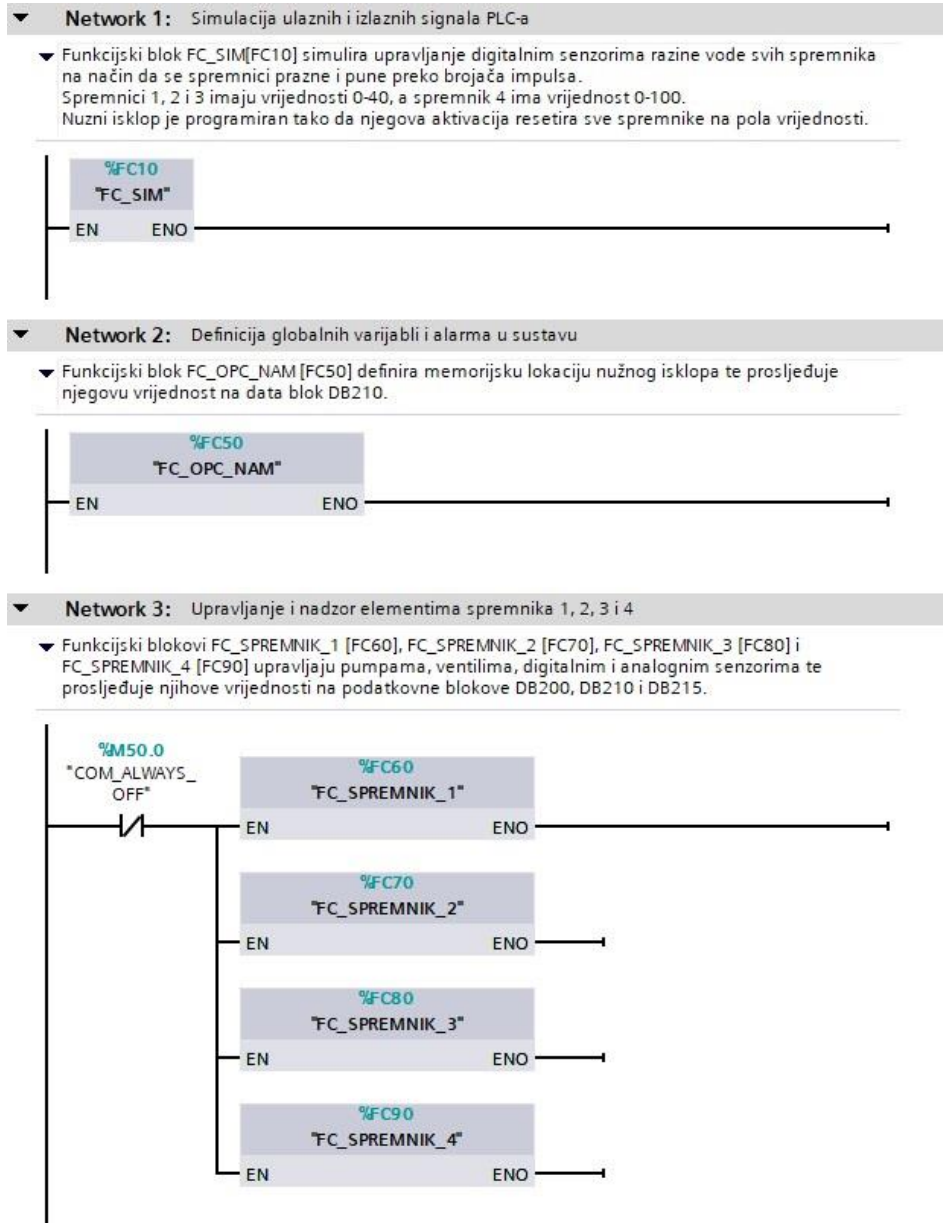 Network 1: Simulacija ulaznih i izlaznih signala PLC-a
Funkcijski blok FC_SIM[FC10] simulira upravljanje digitalnim senzorima razine vode svih spremnika
na način da se spremnici prazne i pune preko brojača impulsa.
Spremnici 1, 2 i 3 imaju vrijednosti 0-40, a spremnik 4 ima vrijednost 0-100.
Nuzni isklop je programiran tako da njegova aktivacija resetira sve spremnike na pola vrijednosti.
%FC10
"FC_SIM"
EN ENO
Network 2: Definicija globalnih varijabli i alarma u sustavu
Funkcijski blok FC_OPC_NAM [FC50] definira memorijsku lokaciju nužnog isklopa te prosljeđuje
njegovu vrijednost na data blok DB210.
%FC50
"FC_OPC_NAM"
EN ENO
Network 3: Upravljanje i nadzor elementima spremnika 1, 2, 3 i 4
Funkcijski blokovi FC_SPREMNIK_1 [FC60], FC_SPREMNIK_2 [FC70], FC_SPREMNIK_3 [FC80] i
FC_SPREMNIK_4 [FC90] upravljaju pumpama, ventilima, digitalnim i analognim senzorima te
prosljeđuje njihove vrijednosti na podatkovne blokove DB200, DB210 i DB215.
%M50.0
"COM_ALWAYS_
OFF"
%FC60
"FC_SPREMNIK_1"
EN ENO
%FC70
"FC_SPREMNIK_2"
EN ENO
%FC80
"FC_SPREMNIK_3"
EN ENO
%FC90
"FC_SPREMNIK_4"
EN ENO